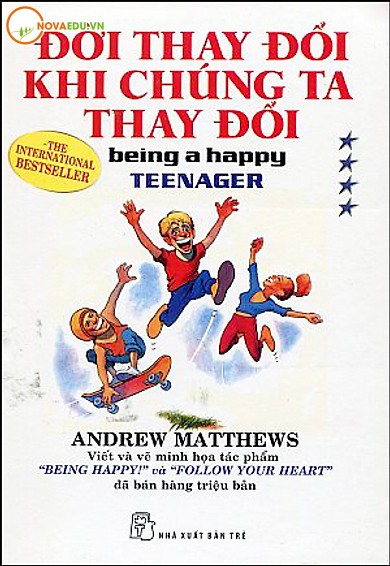 NOVAEDU.VN
ĐỜI THAY ĐỔI
KHI CHÚNG TA
THAY ĐỔI
-THE
INTERNATIONAL
BESTSELLER
being a happy
TEENAGER
ANDREW MATTHEWS
Viết và vẽ minh họa tác phẩm
"BEING HAPPY!" và "FOLLOW YOUR HEART"
đã bán hàng triệu bản
T
NHÀ XUẤT BẢN TRẺ